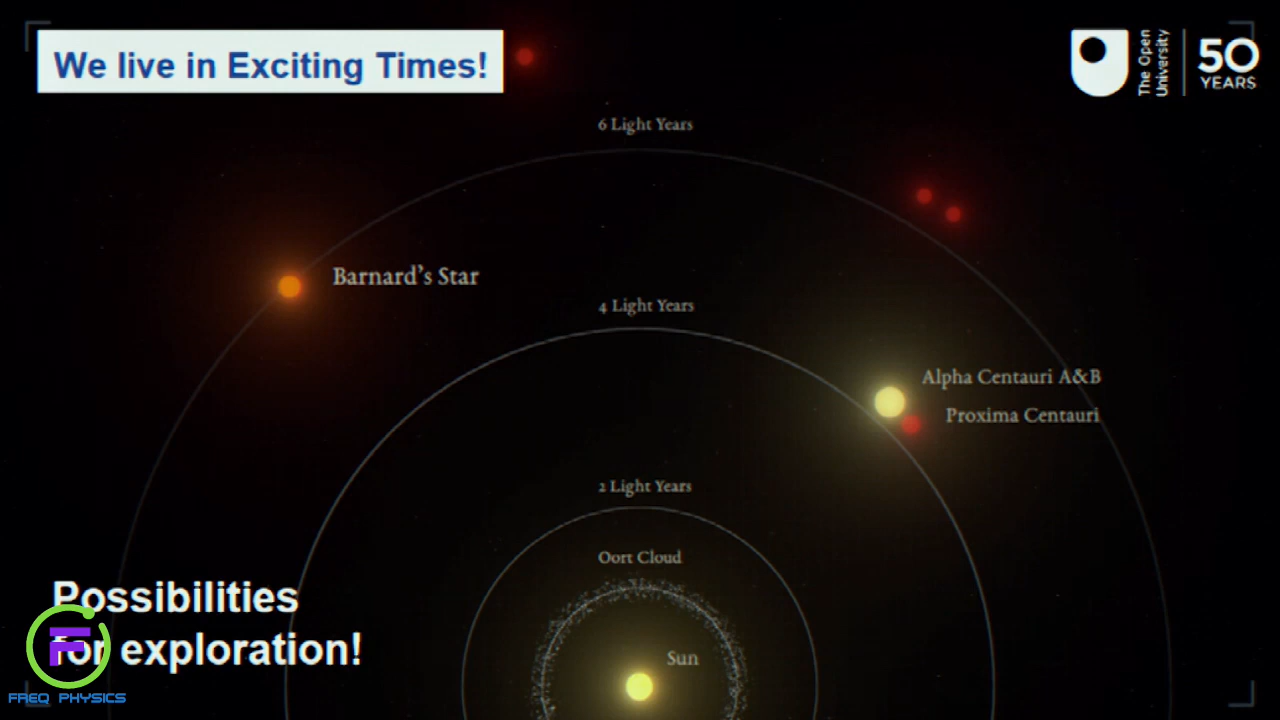 We live in Exciting Times!
The Open
University
50
YEARS
6 Light Years
Barnard's Star
4 Light Years
Alpha Centauri A&B
Proxima Centauri
2 Light Years
Oort Cloud
Sun
Possibilities
for exploration!
F
FREQ PHYSICS